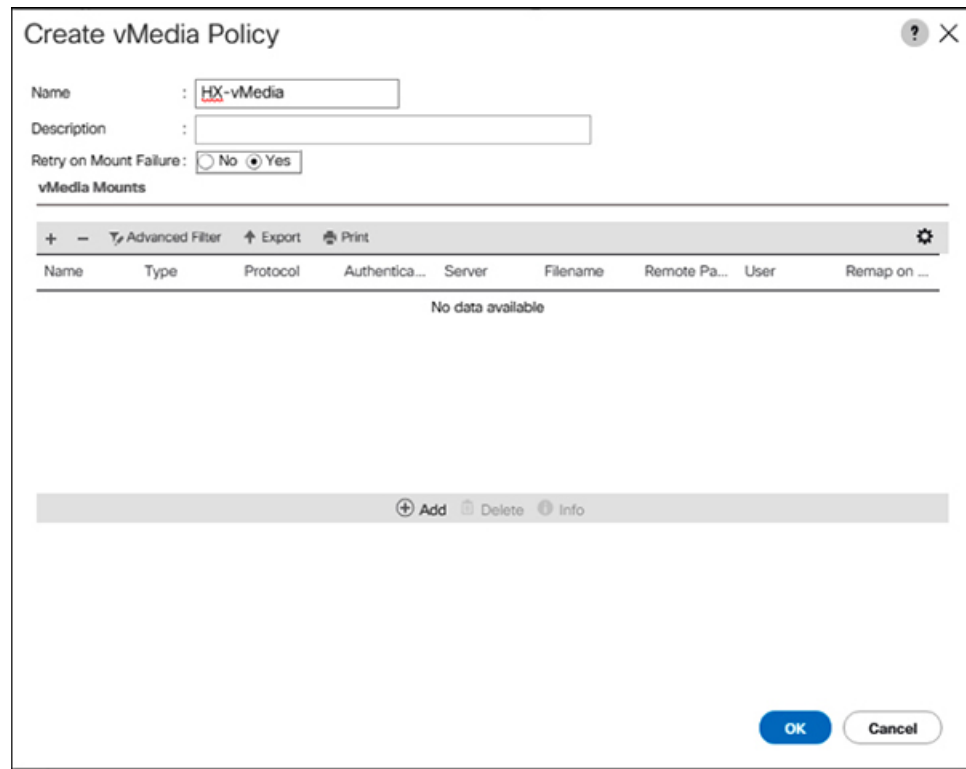 Create vMedia Policy
?
Name : HX-vMedia
Description :
Retry on Mount Failure : No Yes
vMedia Mounts
+ − Advanced Filter Export Print
Name Type Protocol Authentica... Server Filename Remote Pa... User Remap on ...
No data available
Add Delete Info
OK Cancel